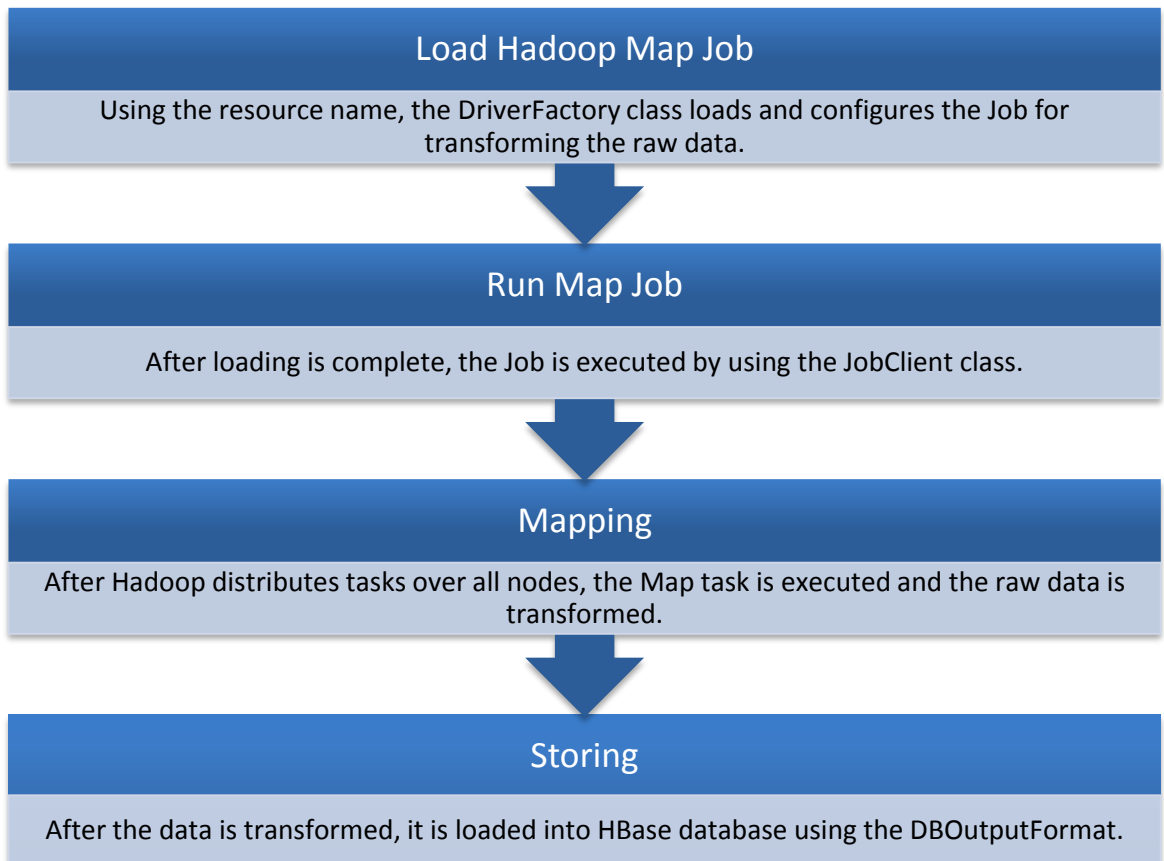 Load Hadoop Map Job
Using the resource name, the DriverFactory class loads and configures the Job for
transforming the raw data.
Run Map Job
After loading is complete, the Job is executed by using the JobClient class.
Mapping
After Hadoop distributes tasks over all nodes, the Map task is executed and the raw data is
transformed.
Storing
After the data is transformed, it is loaded into HBase database using the DBOutputFormat.